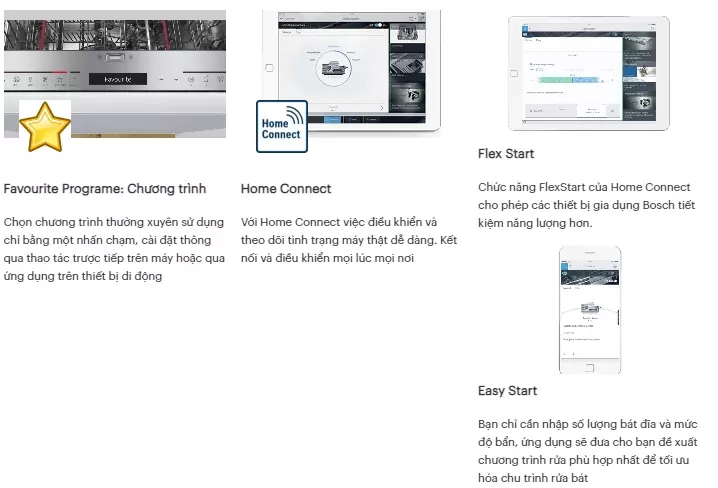 Favourite
Home
Connect
Favourite Programe: Chương trình
Chọn chương trình thường xuyên sử dụng
chỉ bằng một nhấn chạm, cài đặt thông
qua thao tác trược tiếp trên máy hoặc qua
ứng dụng trên thiết bị di động
Home Connect
Với Home Connect việc điều khiển và
theo dõi tình trạng máy thật dễ dàng. Kết
nối và điều khiển mọi lúc mọi nơi
Flex Start
Chức năng FlexStart của Home Connect
cho phép các thiết bị gia dụng Bosch tiết
kiệm năng lượng hơn.
Easy Start
Bạn chỉ cần nhập số lượng bát đĩa và mức
độ bẩn, ứng dụng sẽ đưa cho bạn đề xuất
chương trình rửa phù hợp nhất để tối ưu
hóa chu trình rửa bát